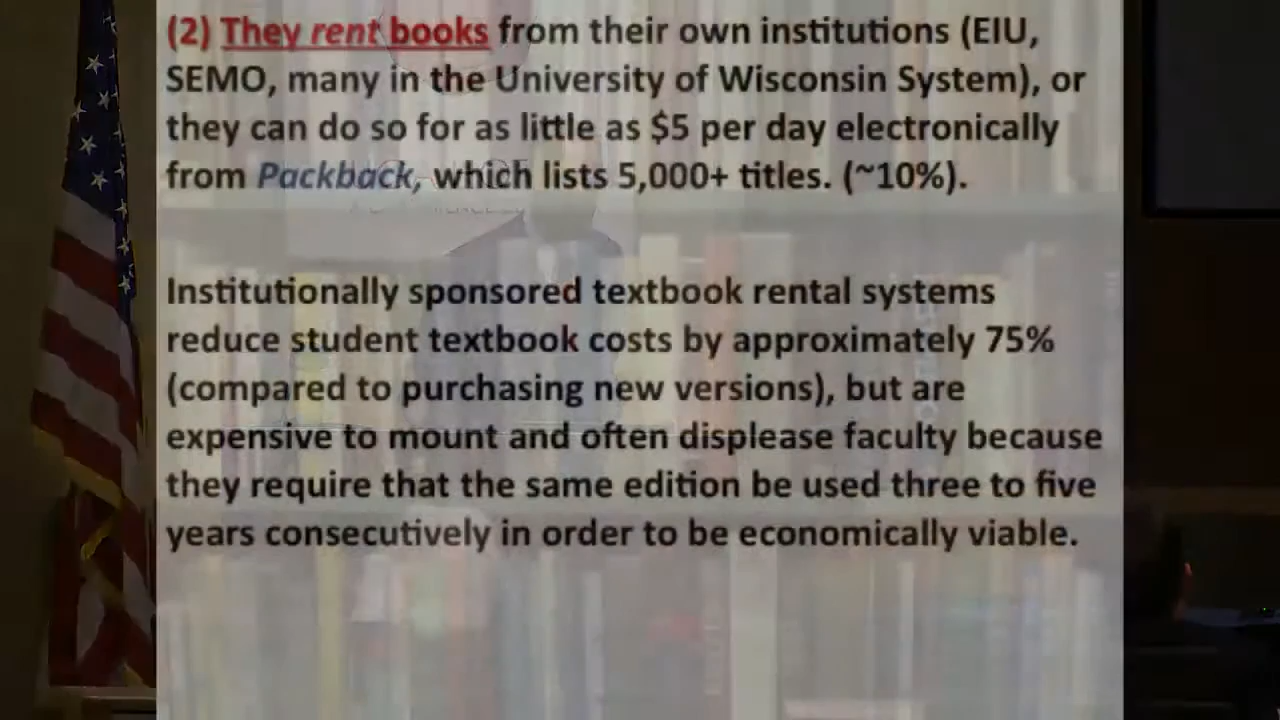 (2) They rent books from their own institutions (EIU,
SEMO, many in the University of Wisconsin System), or
they can do so for as little as $5 per day electronically
from Packback, which lists 5,000+ titles. (~10%).
Institutionally sponsored textbook rental systems
reduce student textbook costs by approximately 75%
(compared to purchasing new versions), but are
expensive to mount and often displease faculty because
they require that the same edition be used three to five
years consecutively in order to be economically viable.